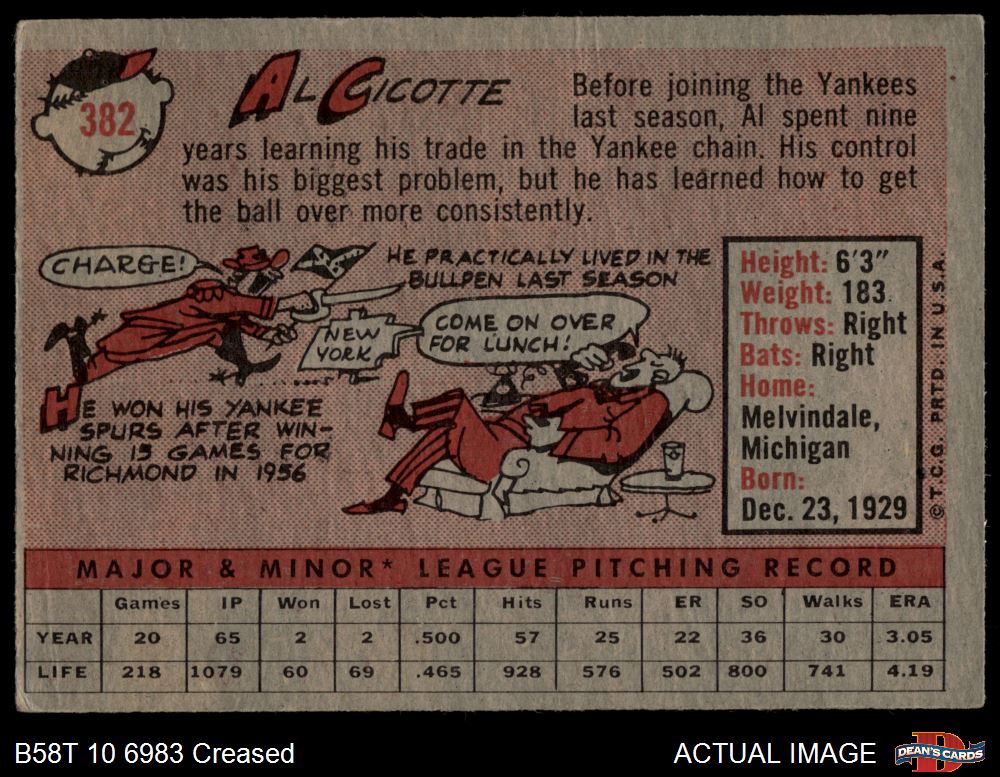 382
AL CICOTTE
Before joining the Yankees
last season, Al spent nine
years learning his trade in the Yankee chain. His control
was his biggest problem, but he has learned how to get
the ball over more consistently.
CHARGE!
NEW
YORK
HE WON HIS YANKEE
SPURS AFTER WIN-
NING 15 GAMES FOR
RICHMOND IN 1956
HE PRACTICALLY LIVED IN THE
BULLPEN LAST SEASON
COME ON OVER
FOR LUNCH!
Height: 6'3"
Weight: 183
Throws: Right
Bats: Right
Home:
Melvindale,
Michigan
Born:
Dec. 23, 1929
© T.C.G. PRTD. IN U.S.A.
MAJOR & MINOR* LEAGUE PITCHING RECORD
Games IP Won Lost Pct Hits Runs ER SO Walks ERA
YEAR 20 65 2 2 .500 57 25 22 36 30 3.05
LIFE 218 1079 60 69 .465 928 576 502 800 741 4.19
B58T 10 6983 Creased
ACTUAL IMAGE
DEAN'S CARDS